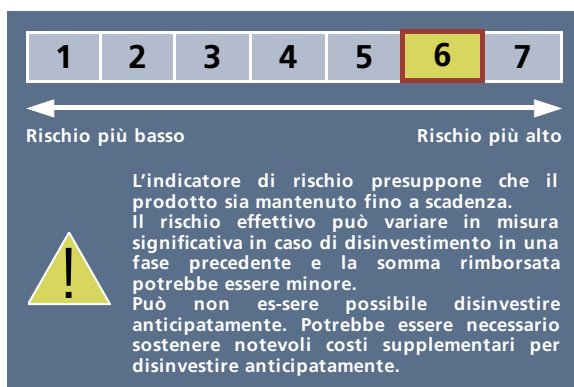 1 2 3 4 5 6 7
Rischio più basso Rischio più alto
L'indicatore di rischio presuppone che il
prodotto sia mantenuto fino a scadenza.
Il rischio effettivo può variare in misura
significativa in caso di disinvestimento in una
fase precedente e la somma rimborsata
potrebbe essere minore.
Può non es-sere possibile disinvestire
anticipatamente. Potrebbe essere necessario
sostenere notevoli costi supplementari per
disinvestire anticipatamente.
!